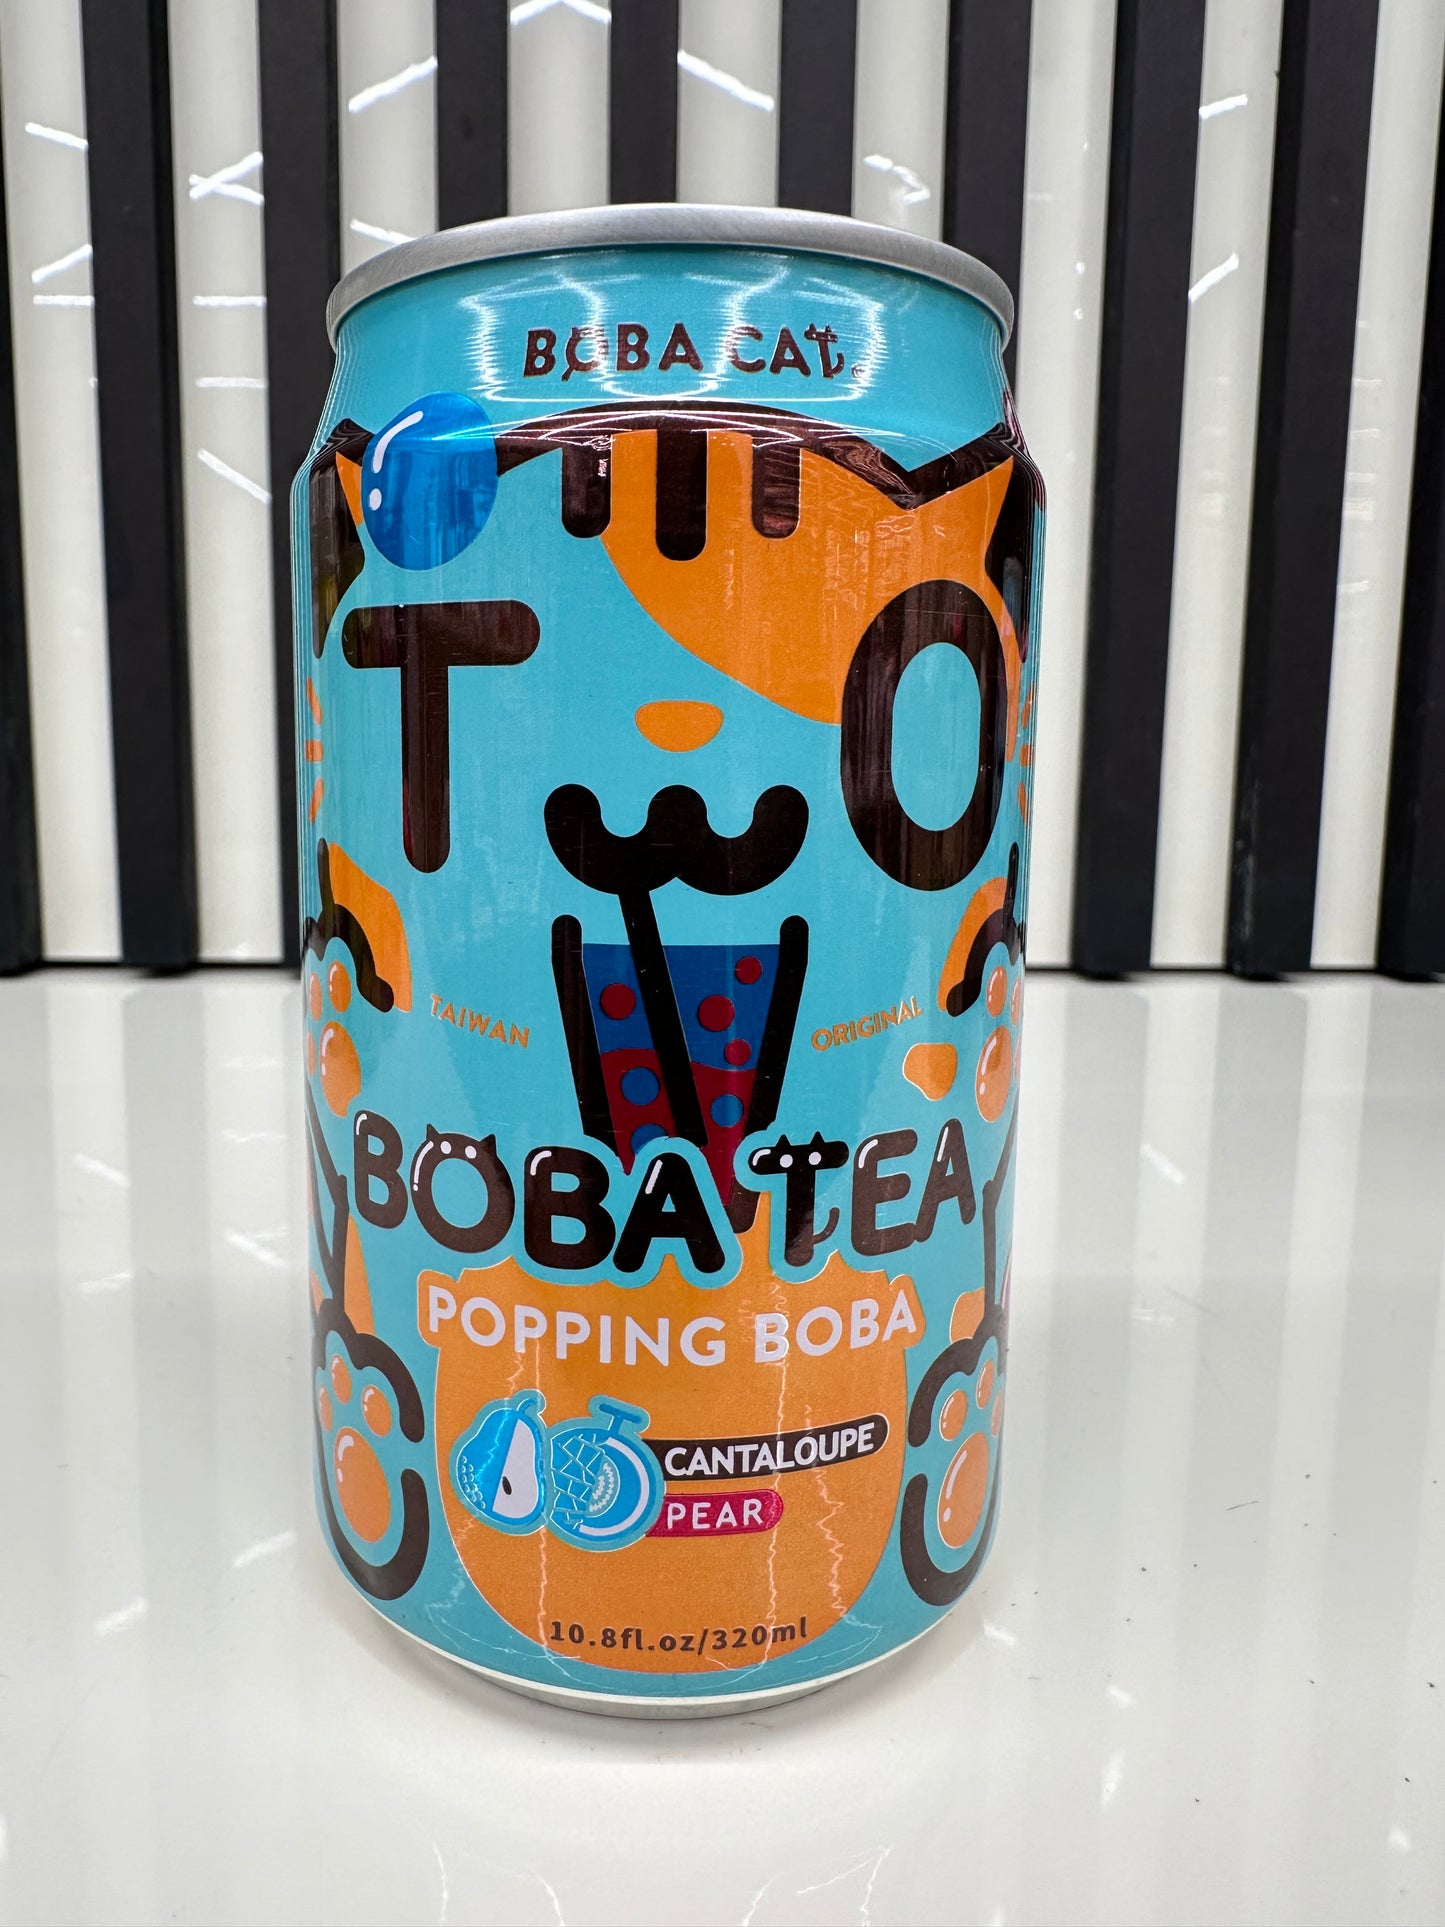 BOBA CAT
T O
TAIWAN ORIGINAL
BOBA TEA
POPPING BOBA
CANTALOUPE
PEAR
10.8fl.oz/320ml